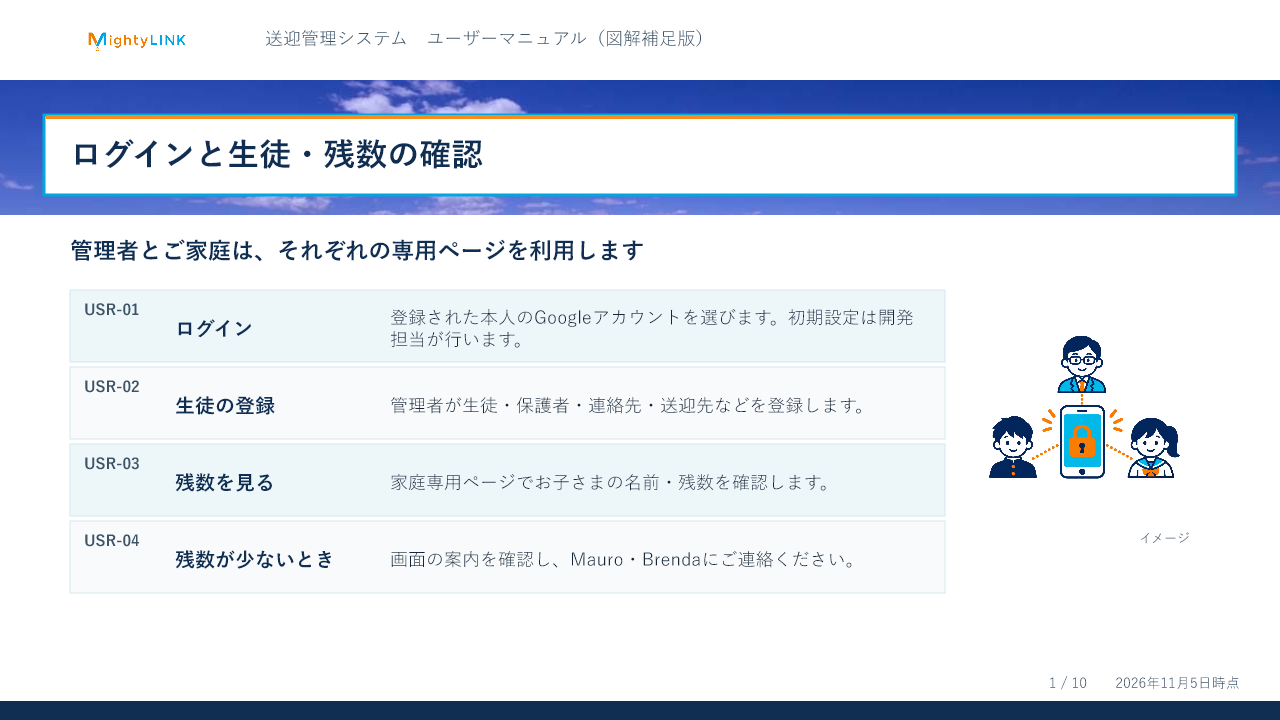 MightyLINK
送迎管理システム　ユーザーマニュアル（図解補足版）
ログインと生徒・残数の確認
管理者とご家庭は、それぞれの専用ページを利用します
USR-01
ログイン
登録された本人のGoogleアカウントを選びます。初期設定は開発
担当が行います。
USR-02
生徒の登録
管理者が生徒・保護者・連絡先・送迎先などを登録します。
USR-03
残数を見る
家庭専用ページでお子さまの名前・残数を確認します。
USR-04
残数が少ないとき
画面の案内を確認し、Mauro・Brendaにご連絡ください。
イメージ
1 / 10
2026年11月5日時点